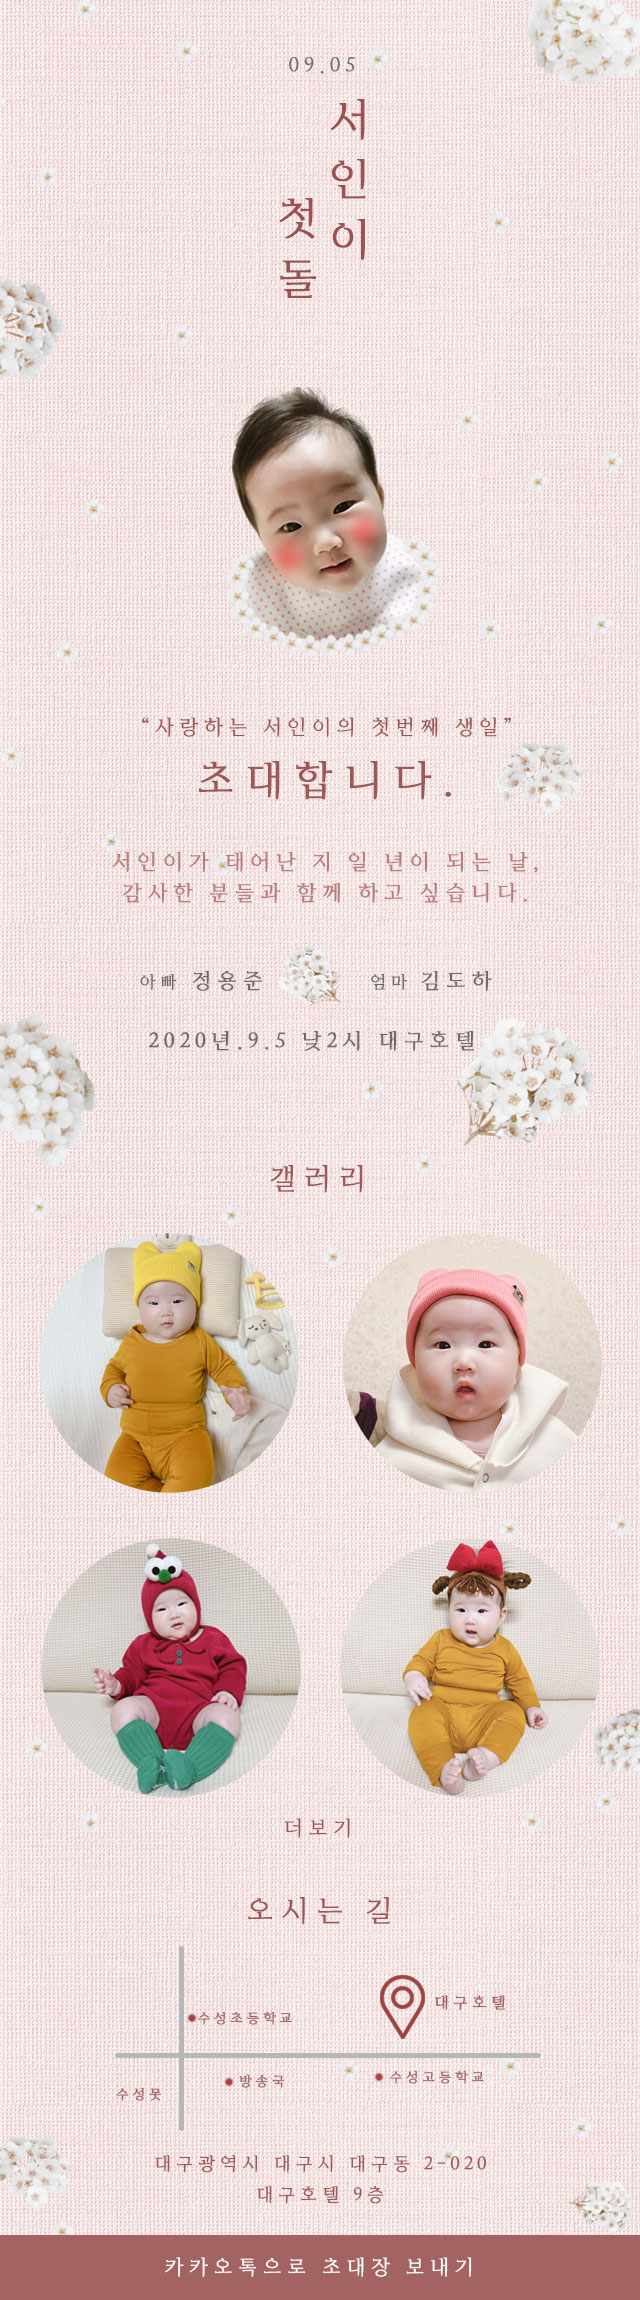 09.05
서인이
첫돌
“사랑하는 서인이의 첫번째 생일”
초대합니다.
서인이가 태어난 지 일 년이 되는 날,
감사한 분들과 함께 하고 싶습니다.
아빠 정용준 엄마 김도하
2020년.9.5 낮2시 대구호텔
갤러리
더보기
오시는 길
대구호텔
수성초등학교
수성고등학교
방송국
수성못
대구광역시 대구시 대구동 2-020
대구호텔 9층
카카오톡으로 초대장 보내기